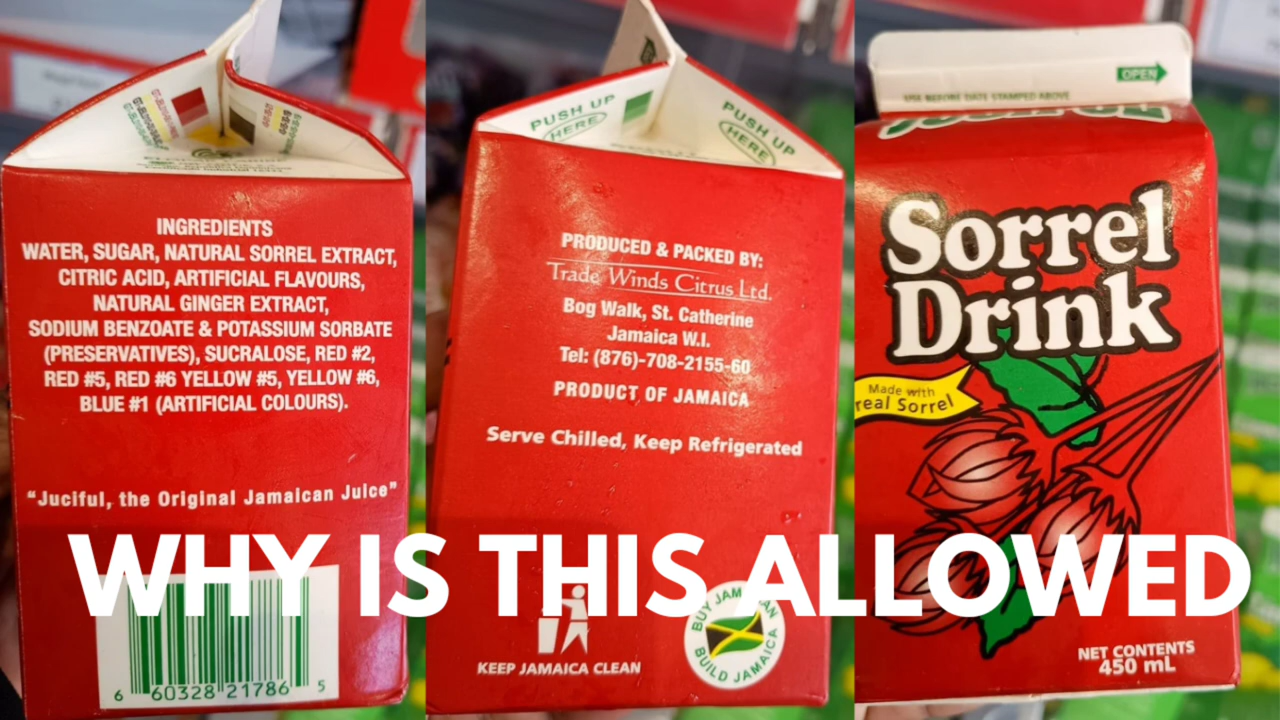 INGREDIENTS
WATER, SUGAR, NATURAL SORREL EXTRACT,
CITRIC ACID, ARTIFICIAL FLAVOURS,
NATURAL GINGER EXTRACT,
SODIUM BENZOATE & POTASSIUM SORBATE
(PRESERVATIVES), SUCRALOSE, RED #2,
RED #5, RED #6 YELLOW #5, YELLOW #6,
BLUE #1 (ARTIFICIAL COLOURS).
"Juciful, the Original Jamaican Juice"
6 60328 21786 5
PUSH UP
HERE
PUSH UP
HERE
PRODUCED & PACKED BY:
Trade Winds Citrus Ltd.
Bog Walk, St. Catherine
Jamaica W.I.
Tel: (876)-708-2155-60
PRODUCT OF JAMAICA
Serve Chilled, Keep Refrigerated
KEEP JAMAICA CLEAN
BUY JAMAICAN
BUILD JAMAICA
OPEN
USE BEFORE DATE STAMPED ABOVE
Sorrel
Drink
Made with
real Sorrel
NET CONTENTS
450 mL
WHY IS THIS ALLOWED